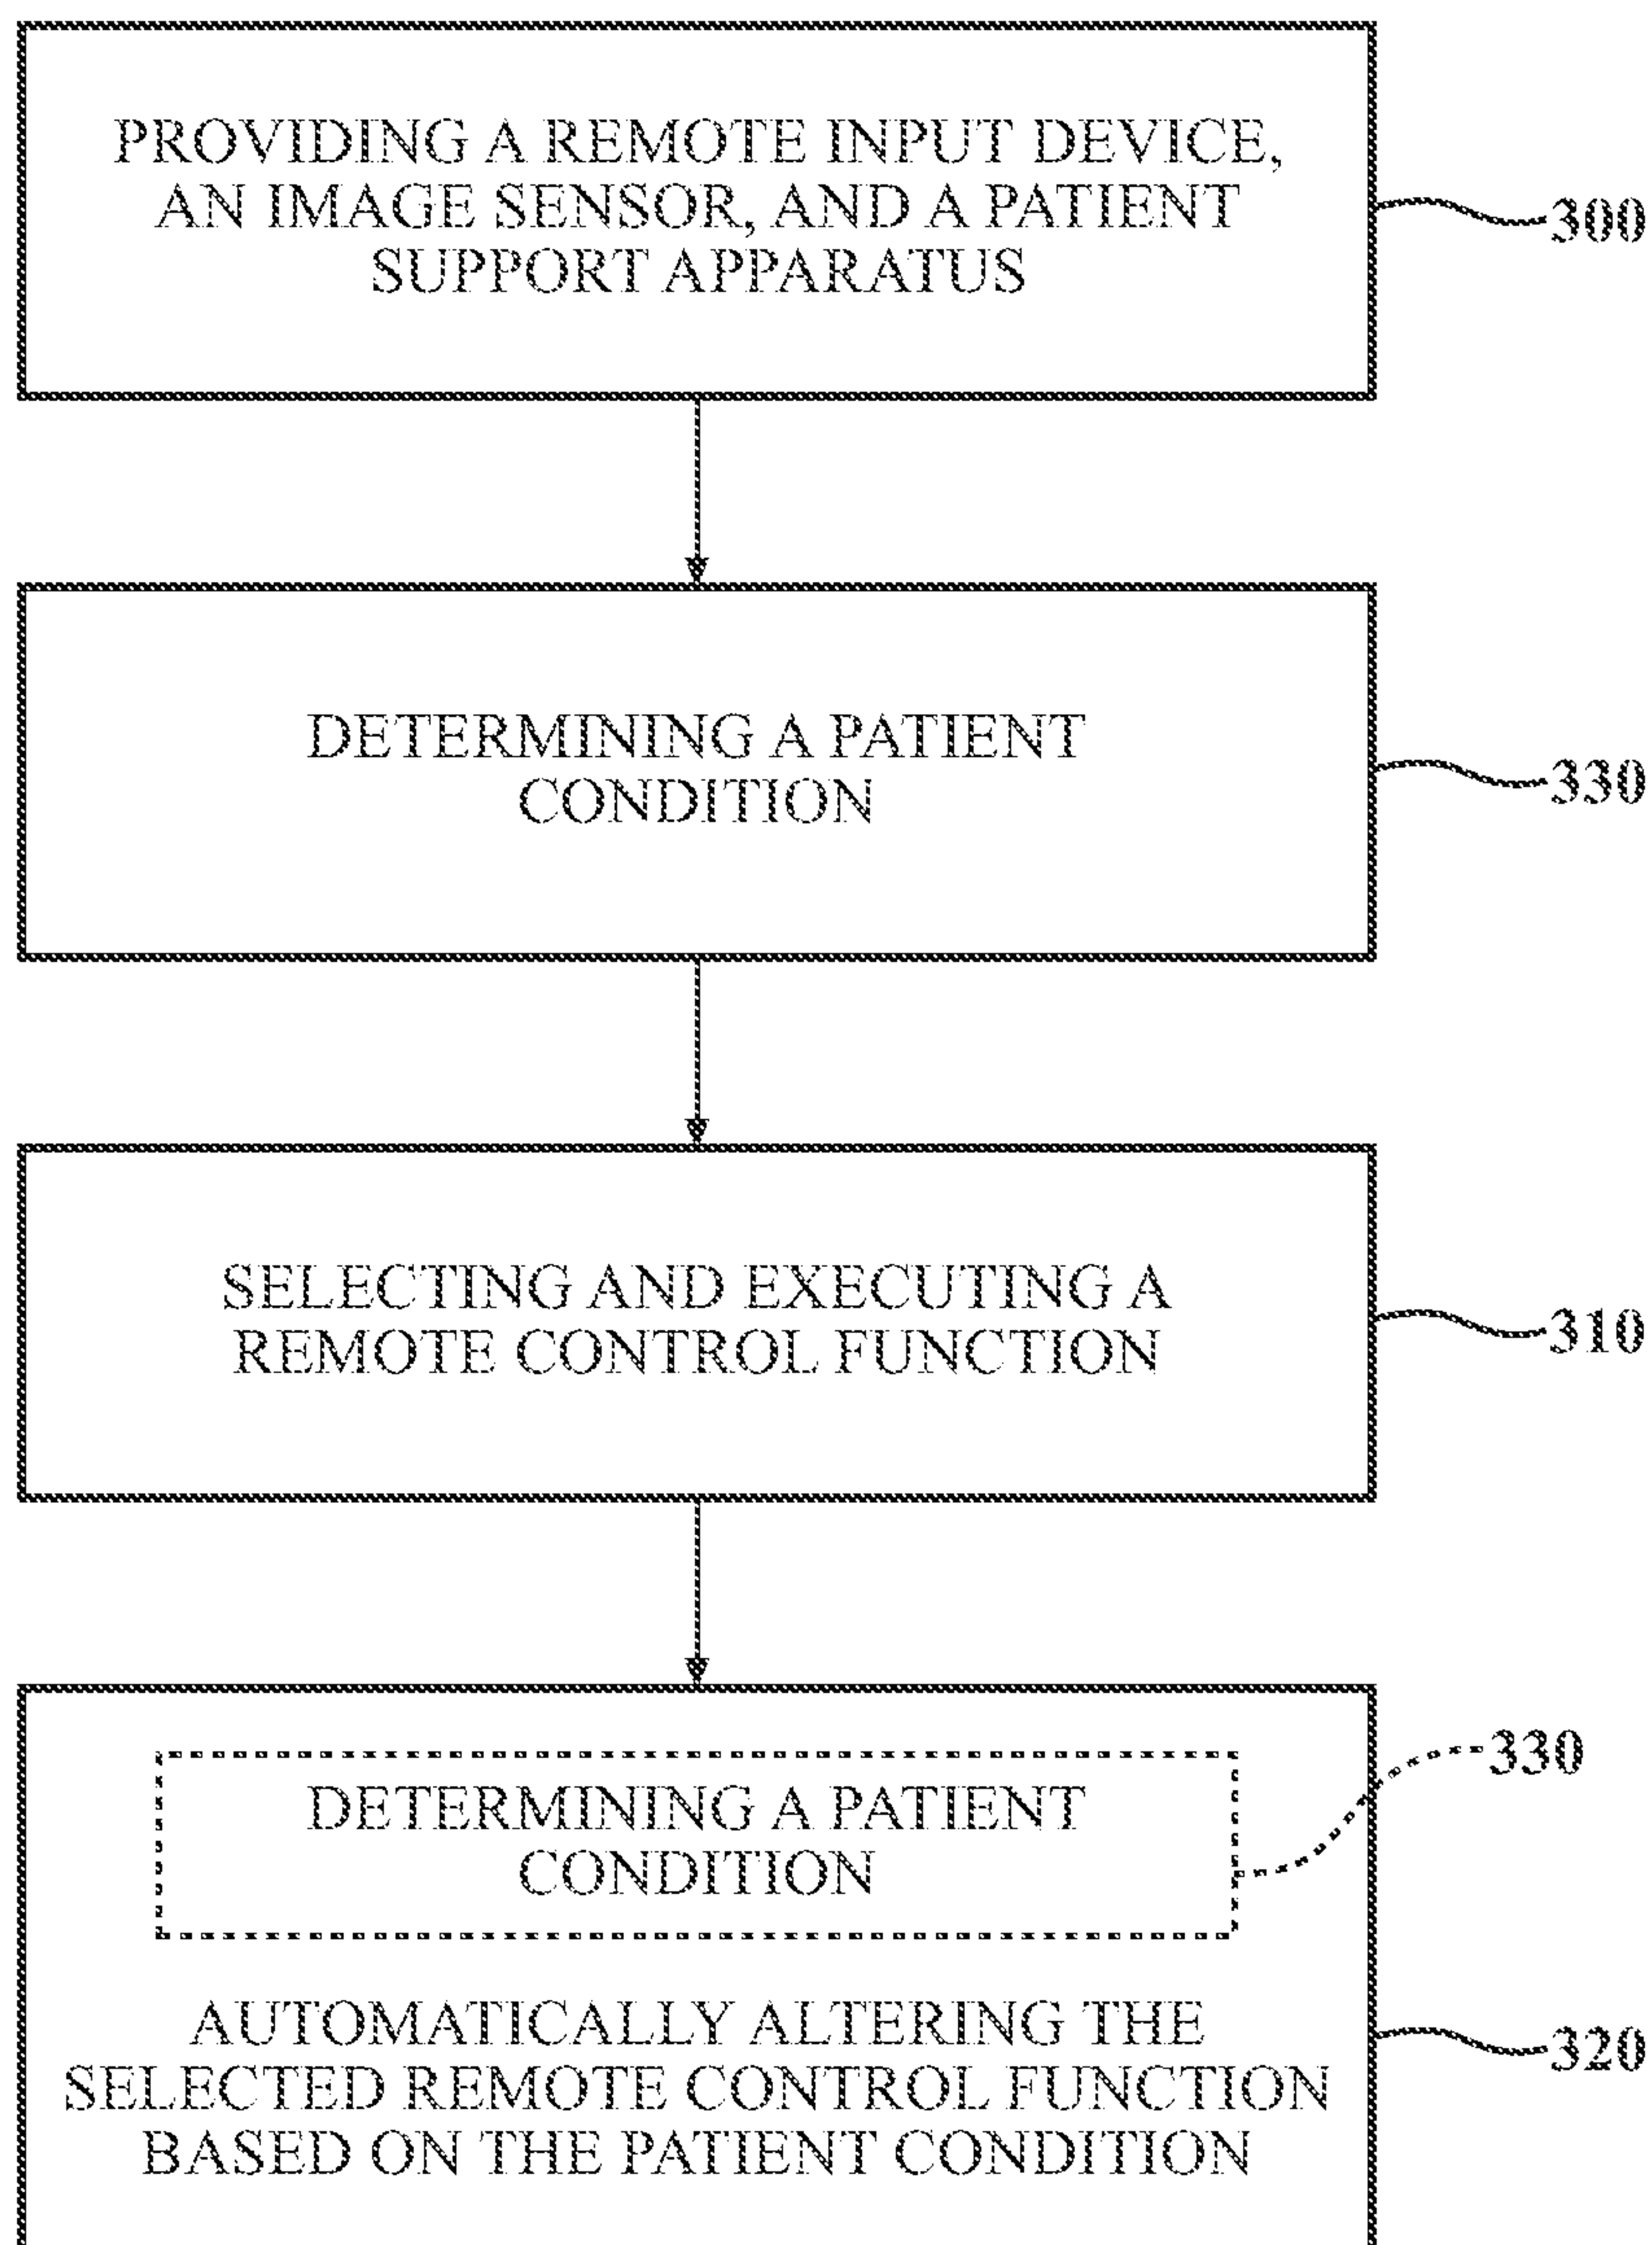 PROVIDING A REMOTE INPUT DEVICE,
AN IMAGE SENSOR, AND A PATIENT
SUPPORT APPARATUS
300
DETERMINING A PATIENT
CONDITION
330
SELECTING AND EXECUTING A
REMOTE CONTROL FUNCTION
310
DETERMINING A PATIENT
CONDITION
330
AUTOMATICALLY ALTERING THE
SELECTED REMOTE CONTROL FUNCTION
BASED ON THE PATIENT CONDITION
320